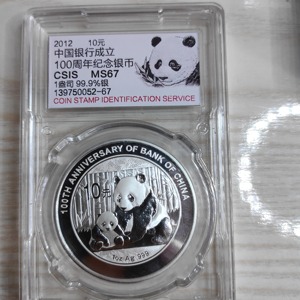 2012 10元
中国银行成立
100周年纪念银币
CSIS MS67
1盎司 99.9%银
139750052-67
COIN STAMP IDENTIFICATION SERVICE
100TH ANNIVERSARY OF BANK OF CHINA
10元
1oz Ag .999